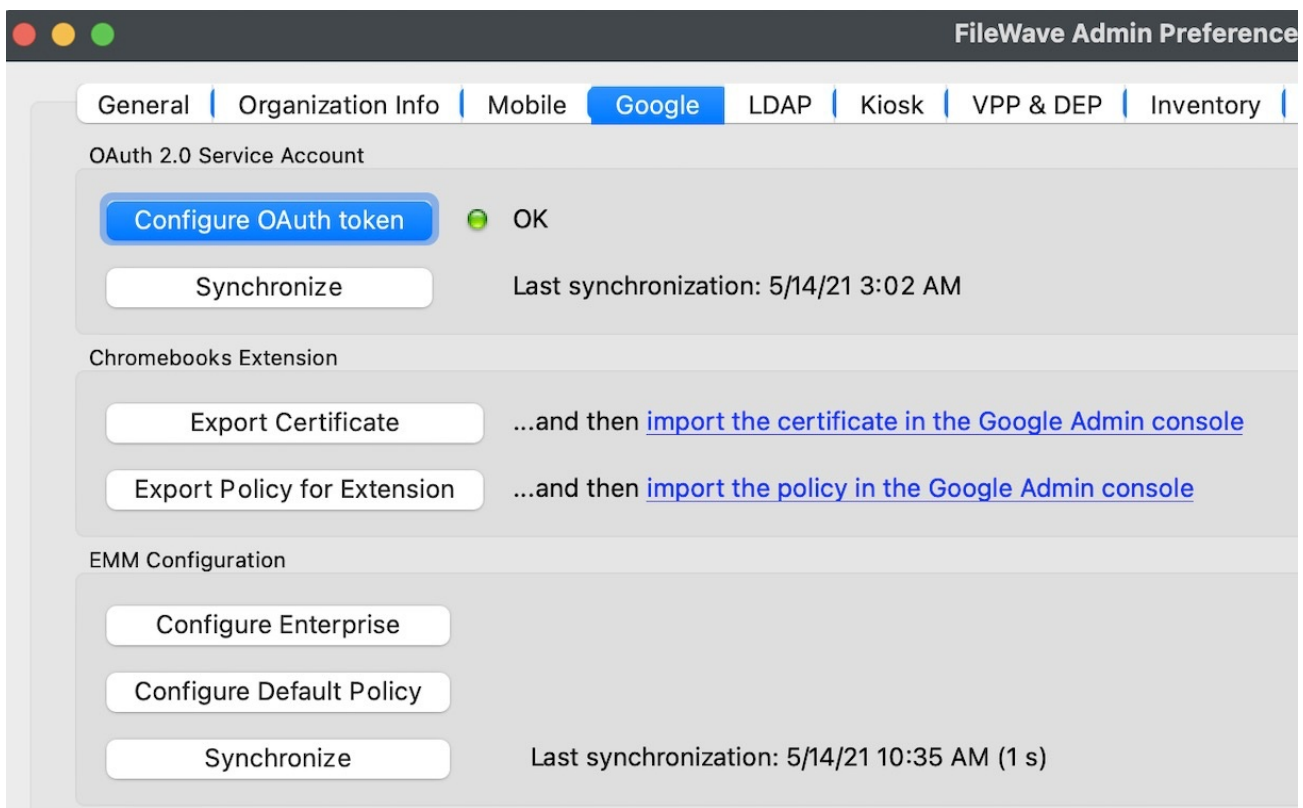 FileWave Admin Preference
General Organization Info Mobile Google LDAP Kiosk VPP & DEP Inventory
OAuth 2.0 Service Account
Configure OAuth token OK
Synchronize Last synchronization: 5/14/21 3:02 AM
Chromebooks Extension
Export Certificate ...and then import the certificate in the Google Admin console
Export Policy for Extension ...and then import the policy in the Google Admin console
EMM Configuration
Configure Enterprise
Configure Default Policy
Synchronize Last synchronization: 5/14/21 10:35 AM (1 s)